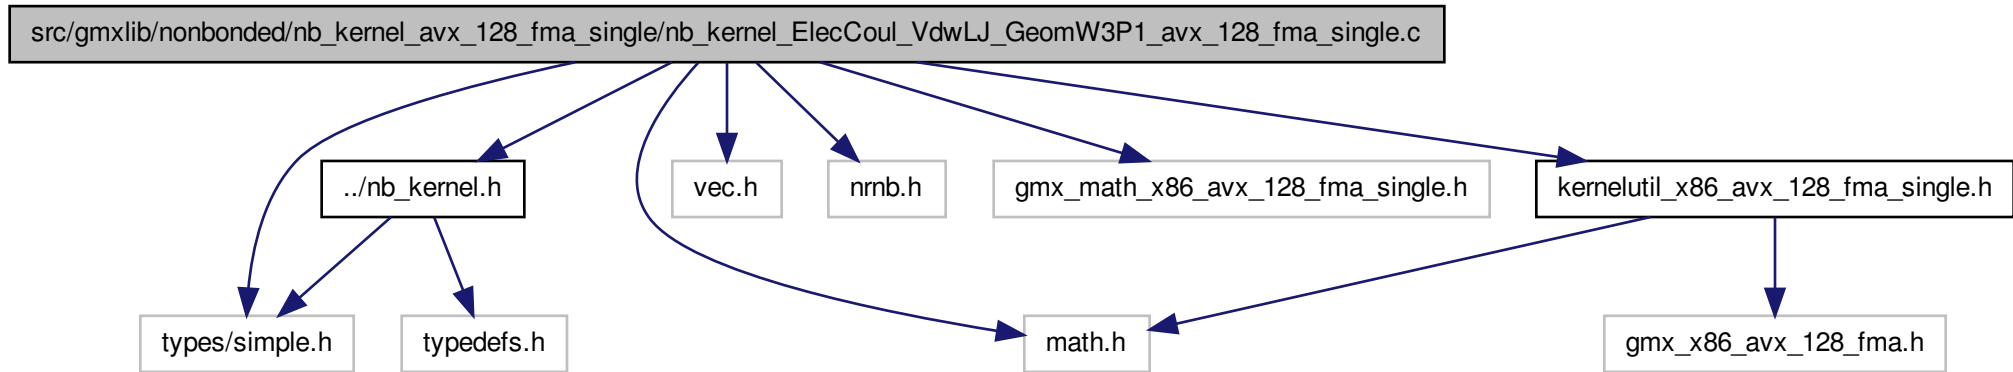 src/gmxlib/nonbonded/nb_kernel_avx_128_fma_single/nb_kernel_ElecCoul_VdwLJ_GeomW3P1_avx_128_fma_single.c
../nb_kernel.h
vec.h
nrnb.h
gmx_math_x86_avx_128_fma_single.h
kernelutil_x86_avx_128_fma_single.h
types/simple.h
typedefs.h
math.h
gmx_x86_avx_128_fma.h